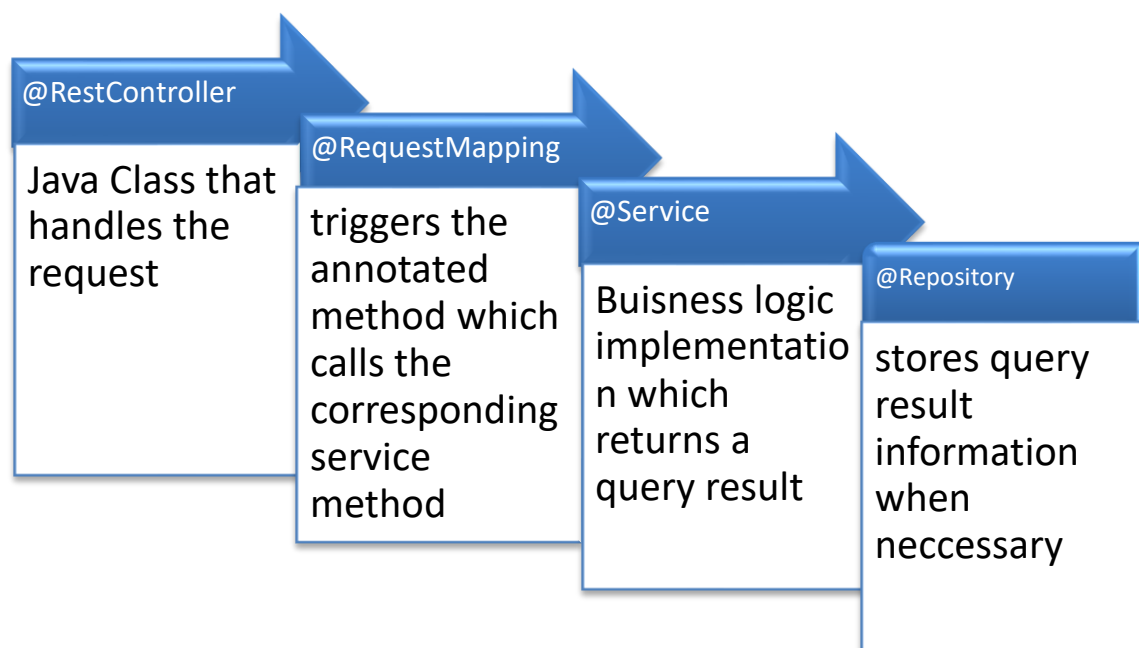 @RestController
Java Class that
handles the
request
@RequestMapping
triggers the
annotated
method which
calls the
corresponding
service
method
@Service
Buisness logic
implementatio
n which
returns a
query result
@Repository
stores query
result
information
when
neccessary